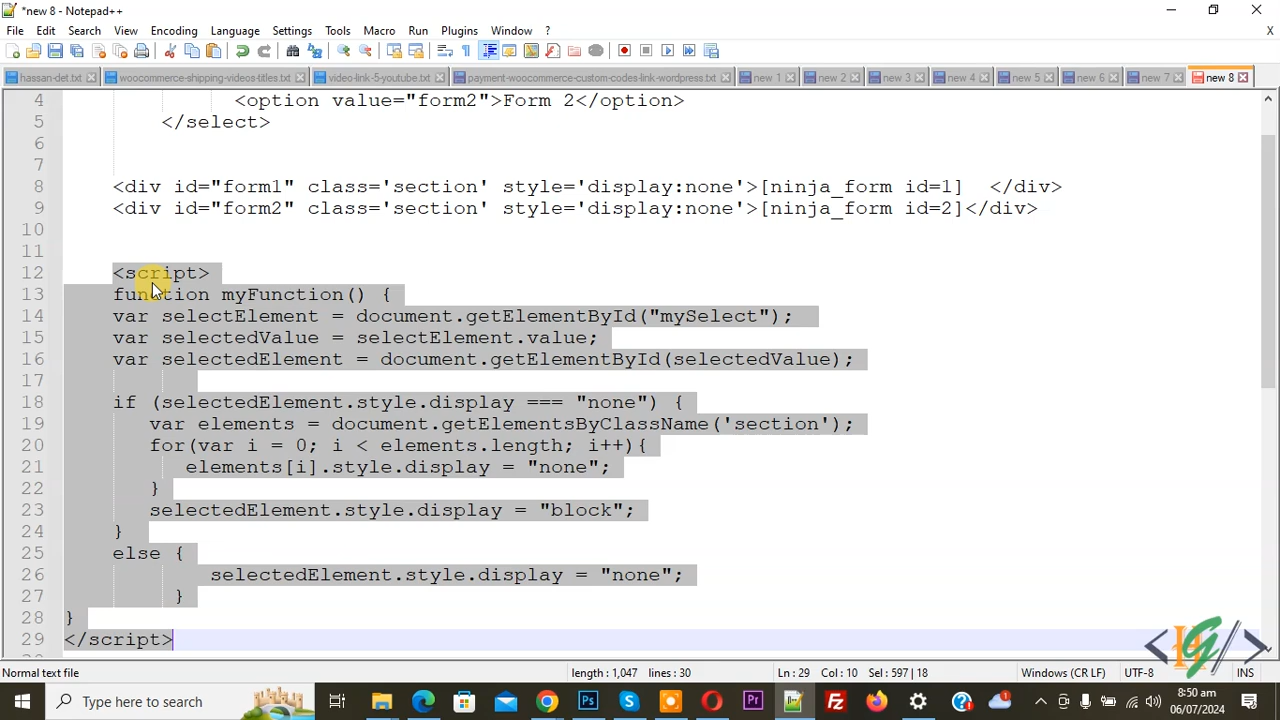 *new 8 - Notepad++
File Edit Search View Encoding Language Settings Tools Macro Run Plugins Window ? X
hassan-det.txt woocommerce-shipping-videos-titles.txt video-link-5-youtube.txt payment-woocommerce-custom-codes-link-wordpress.txt new 1 new 2 new 3 new 4 new 5 new 6 new 7 new 8
4 <option value="form2">Form 2</option>
5 </select>
6
7
8 <div id="form1" class='section' style='display:none'>[ninja_form id=1]  </div>
9 <div id="form2" class='section' style='display:none'>[ninja_form id=2]</div>
10
11
12 <script>
13 function myFunction() {
14 var selectElement = document.getElementById("mySelect");
15 var selectedValue = selectElement.value;
16 var selectedElement = document.getElementById(selectedValue);
17
18 if (selectedElement.style.display === "none") {
19 var elements = document.getElementsByClassName('section');
20 for(var i = 0; i < elements.length; i++){
21 elements[i].style.display = "none";
22 }
23 selectedElement.style.display = "block";
24 }
25 else {
26 selectedElement.style.display = "none";
27 }
28 }
29 </script>
Normal text file length : 1,047 lines : 30 Ln : 29 Col : 10 Sel : 597 | 18 Windows (CR LF) UTF-8 INS
Type here to search
8:50 am
06/07/2024